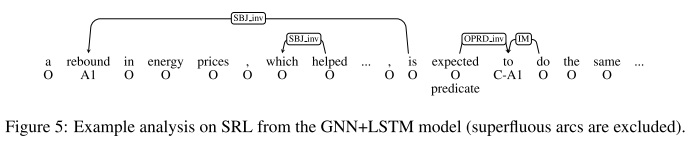 SBJ_inv
SBJ_inv OPRD_inv IM
a rebound in energy prices , which helped ... , is expected to do the same ...
O A1 O O O O O O O O O C-A1 O O O
predicate
Figure 5: Example analysis on SRL from the GNN+LSTM model (superfluous arcs are excluded).